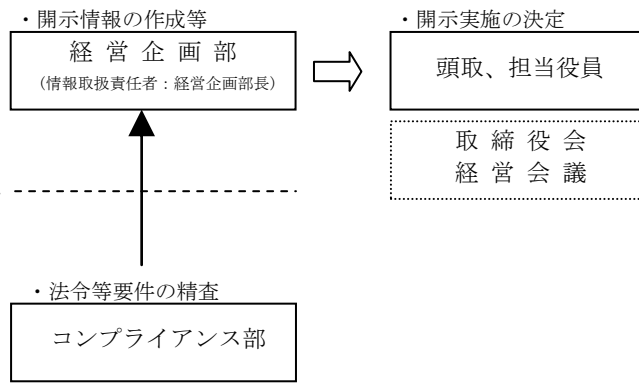 ・開示情報の作成等
経営企画部
(情報取扱責任者：経営企画部長)
・開示実施の決定
頭取、担当役員
取締役会
経営会議
・法令等要件の精査
コンプライアンス部